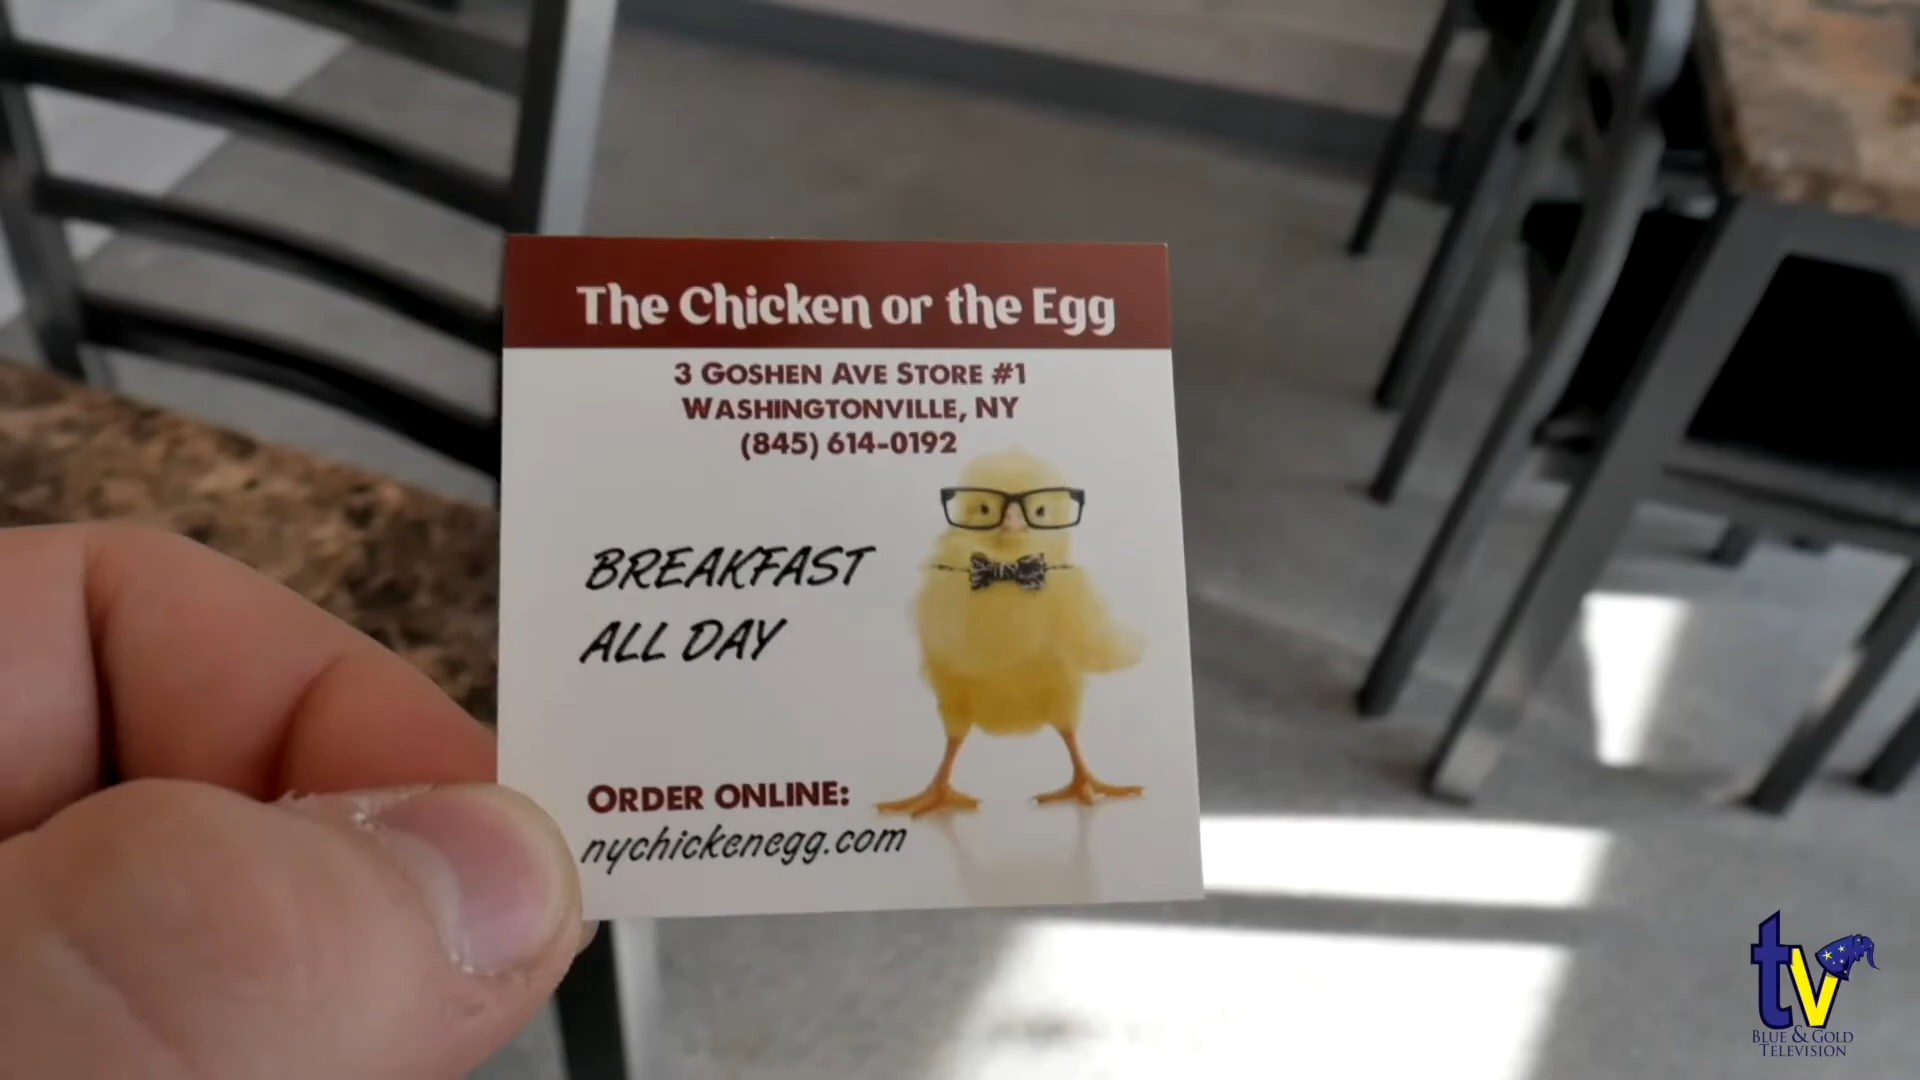 The Chicken or the Egg
3 GOSHEN AVE STORE #1
WASHINGTONVILLE, NY
(845) 614-0192
BREAKFAST
ALL DAY
ORDER ONLINE:
nychickenegg.com
tv
BLUE & GOLD
TELEVISION